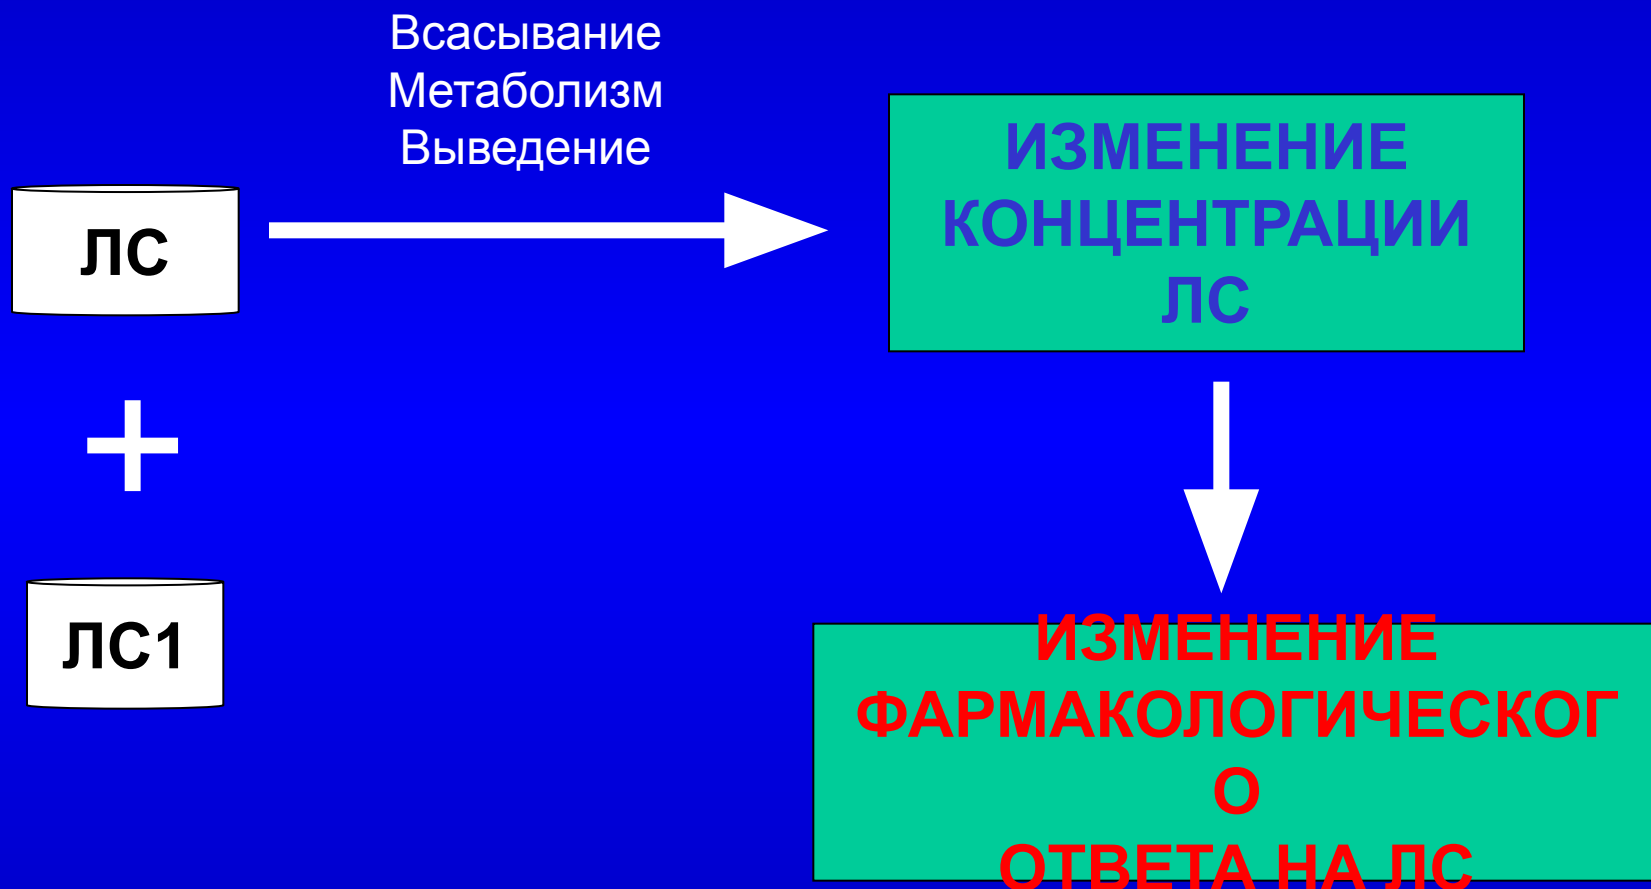 Всасывание
Метаболизм
Выведение
ЛС
+
ЛС1
ИЗМЕНЕНИЕ
КОНЦЕНТРАЦИИ
ЛС
ИЗМЕНЕНИЕ
ФАРМАКОЛОГИЧЕСКОГ
О
ОТВЕТА НА ЛС